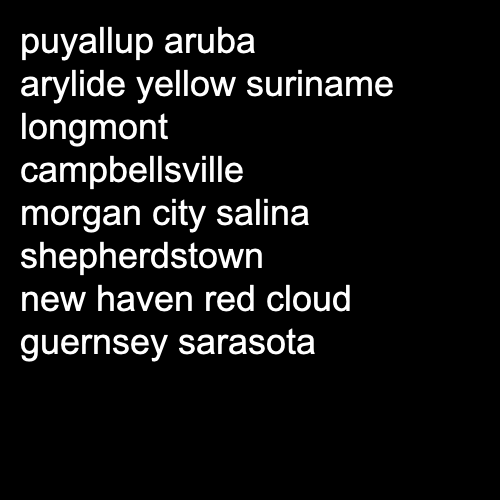 puyallup aruba
arylide yellow suriname
longmont
campbellsville
morgan city salina
shepherdstown
new haven red cloud
guernsey sarasota